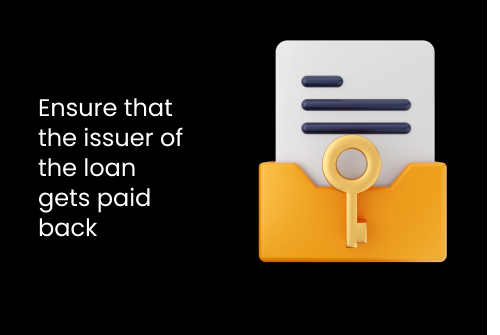 Ensure that
the issuer of
the loan
gets paid
back